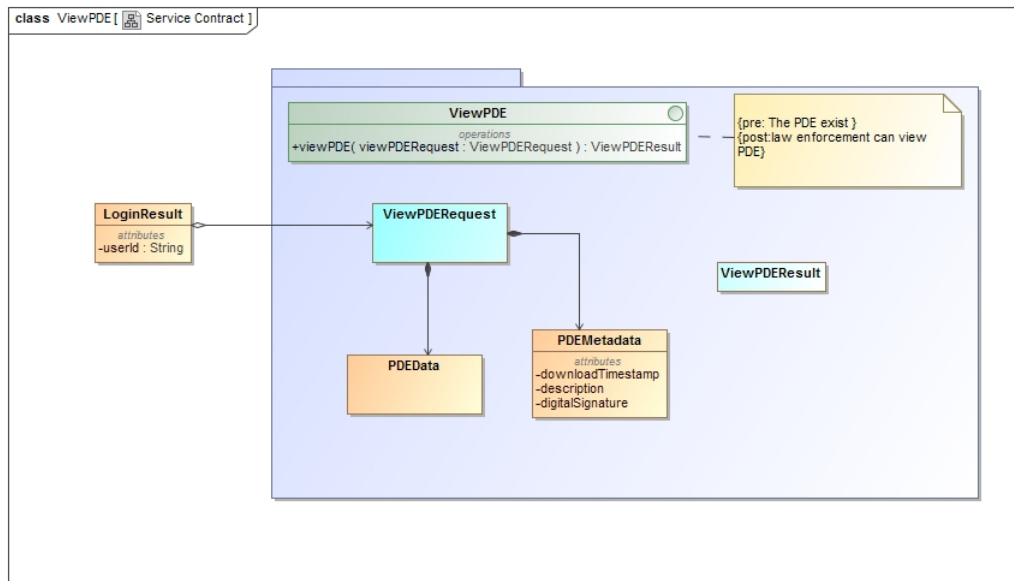 class ViewPDE [ Service Contract ]
ViewPDE
operations
+viewPDE( viewPDERequest : ViewPDERequest ) : ViewPDEResult
{pre: The PDE exist }
{post:law enforcement can view
PDE}
LoginResult
attributes
-userId : String
ViewPDERequest
ViewPDEResult
PDEData
PDEMetadata
attributes
-downloadTimestamp
-description
-digitalSignature